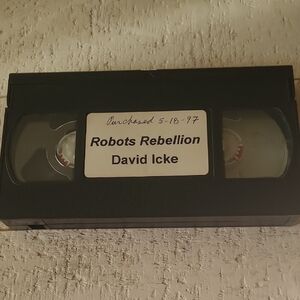 Purchased 5-18-97
Robots Rebellion
David Icke